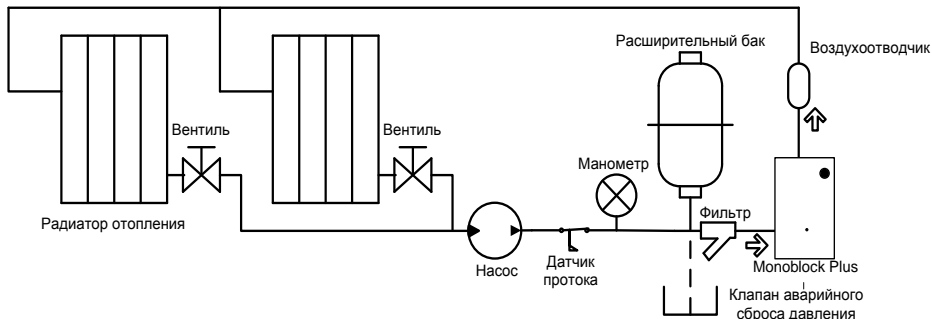 Расширительный бак
Воздухоотводчик
Вентиль
Вентиль
Манометр
Фильтр
Радиатор отопления
Насос
Датчик
протока
Monoblock Plus
Клапан аварийного
сброса давления